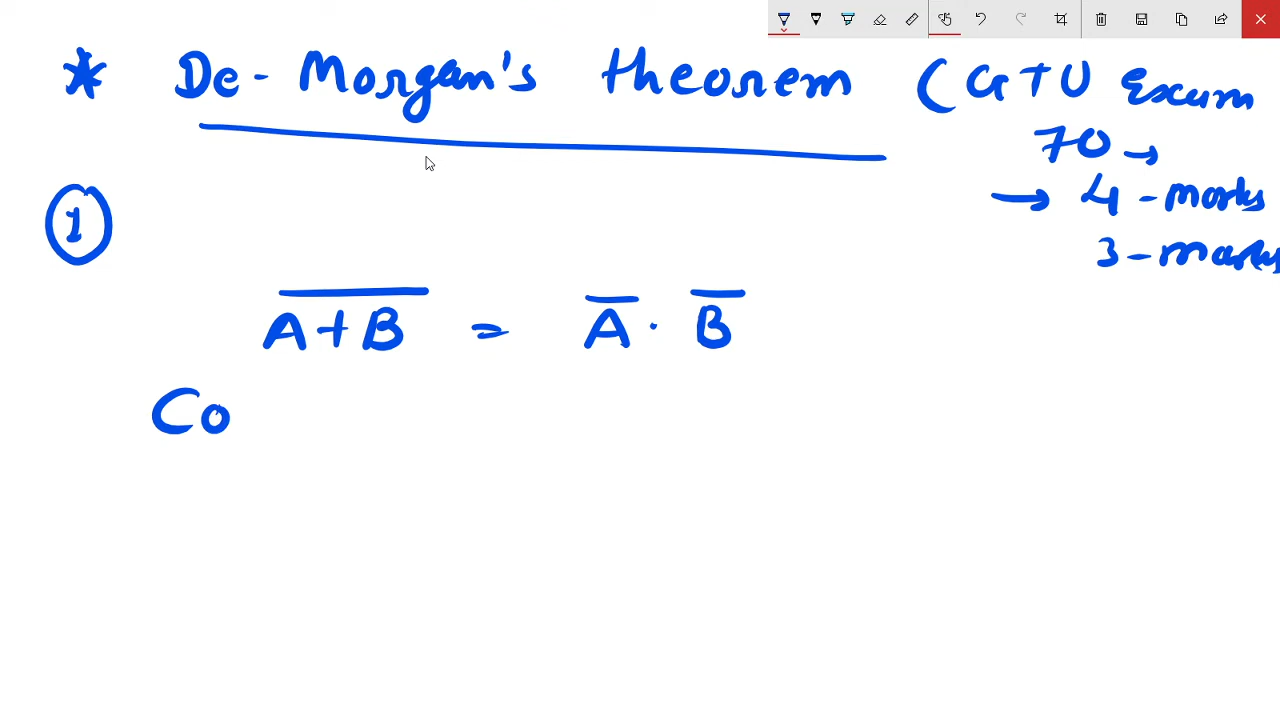 * De-Morgan's theorem (GTU Exam
70 →
→ 4 - marks
3 - marks
1
A̅+̅B̅ = A̅ · B̅
Co